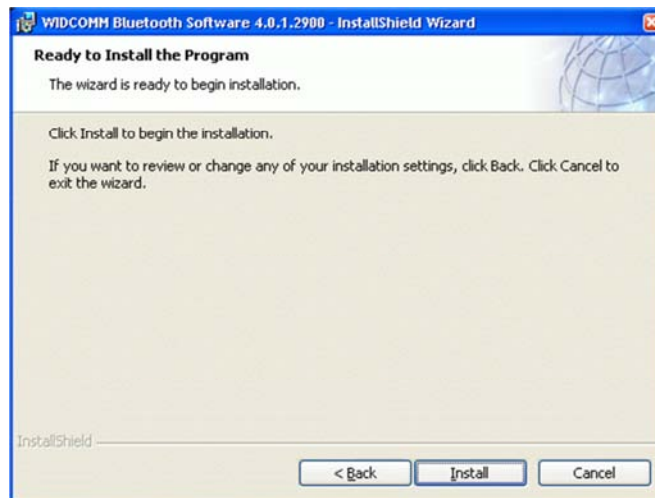 WIDCOMM Bluetooth Software 4.0.1.2900 - InstallShield Wizard
Ready to Install the Program
The wizard is ready to begin installation.
Click Install to begin the installation.
If you want to review or change any of your installation settings, click Back. Click Cancel to
exit the wizard.
InstallShield
< Back
Install
Cancel